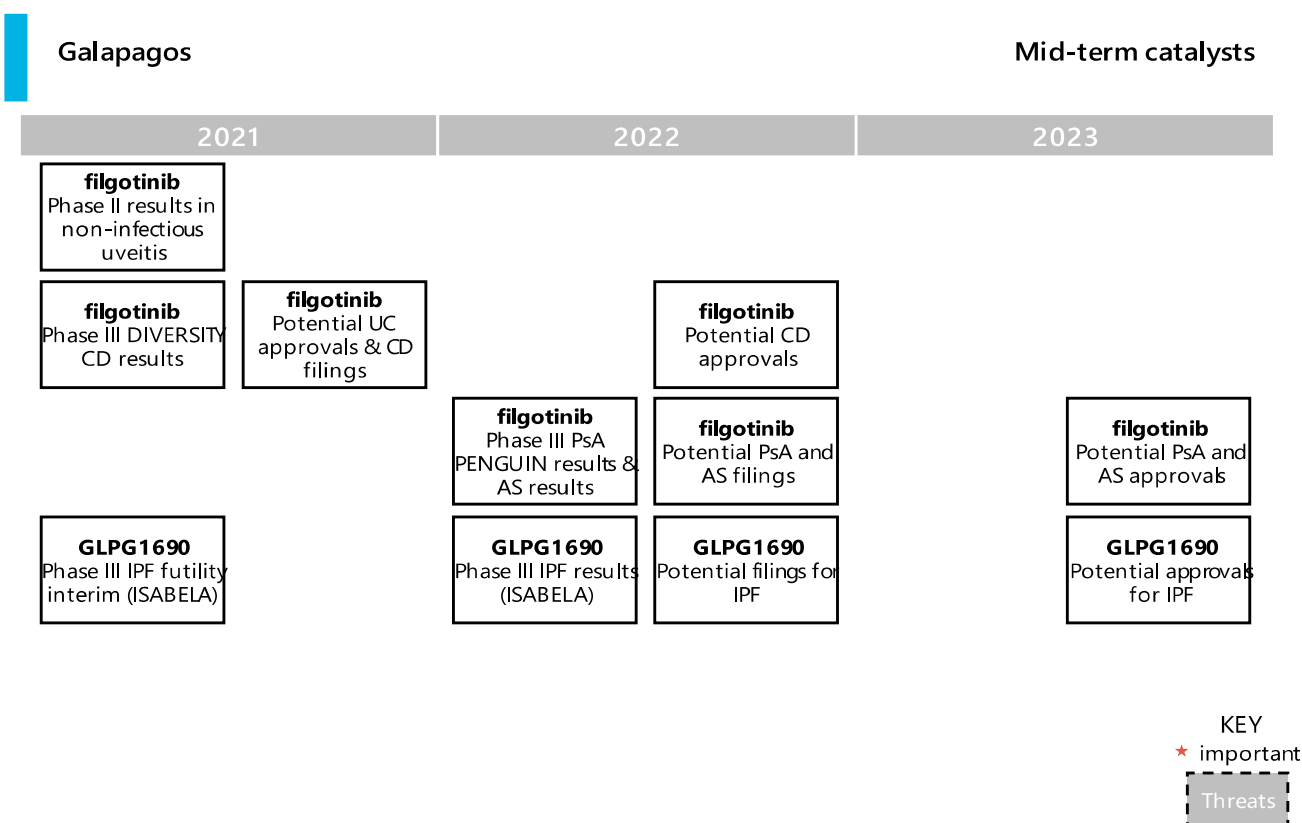 Galapagos
Mid-term catalysts
2021
2022
2023
filgotinib
Phase II results in
non-infectious
uveitis
filgotinib
Phase III DIVERSITY
CD results
filgotinib
Potential UC
approvals & CD
filings
filgotinib
Potential CD
approvals
filgotinib
Phase III PsA
PENGUIN results &
AS results
filgotinib
Potential PsA and
AS filings
filgotinib
Potential PsA and
AS approvals
GLPG1690
Phase III IPF futility
interim (ISABELA)
GLPG1690
Phase III IPF results
(ISABELA)
GLPG1690
Potential filings for
IPF
GLPG1690
Potential approvals
for IPF
KEY
★ important
Threats